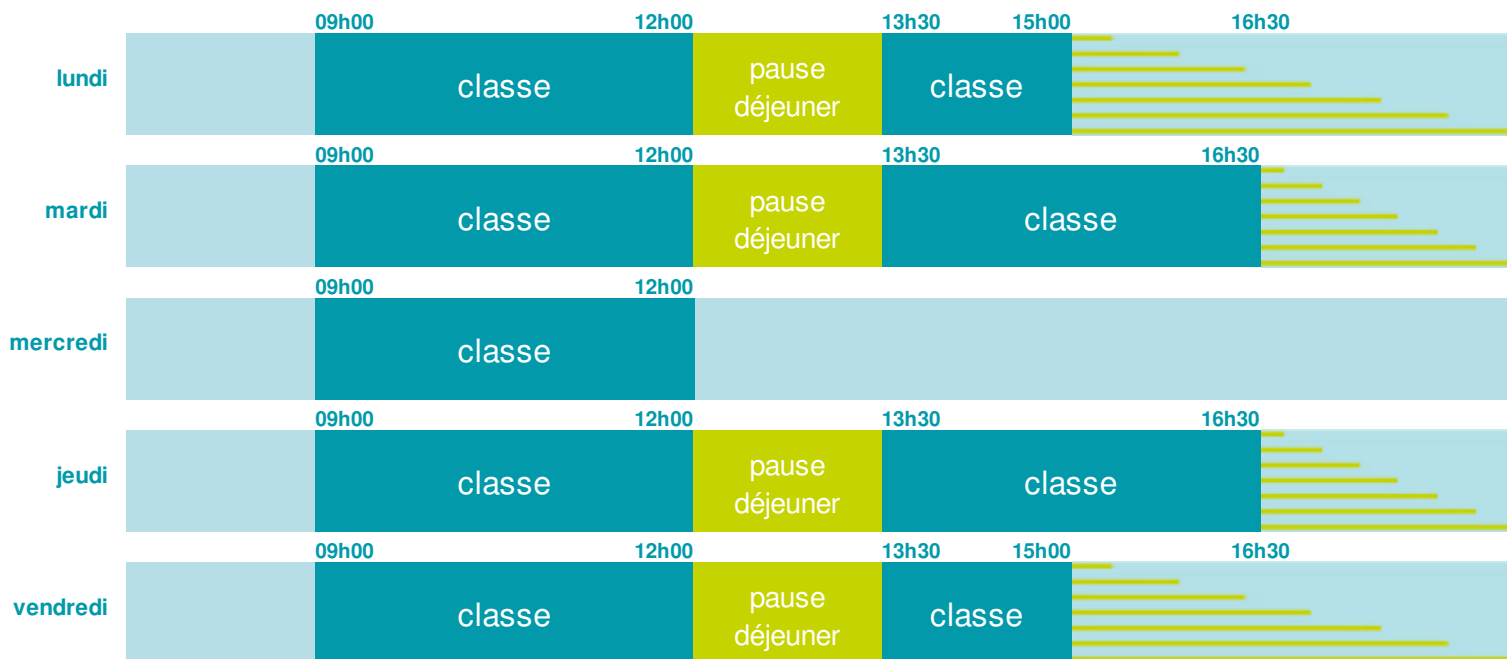 09h00 12h00 13h30 15h00 16h30
lundi classe pause déjeuner classe
09h00 12h00 13h30 16h30
mardi classe pause déjeuner classe
09h00 12h00
mercredi classe
09h00 12h00 13h30 16h30
jeudi classe pause déjeuner classe
09h00 12h00 13h30 15h00 16h30
vendredi classe pause déjeuner classe